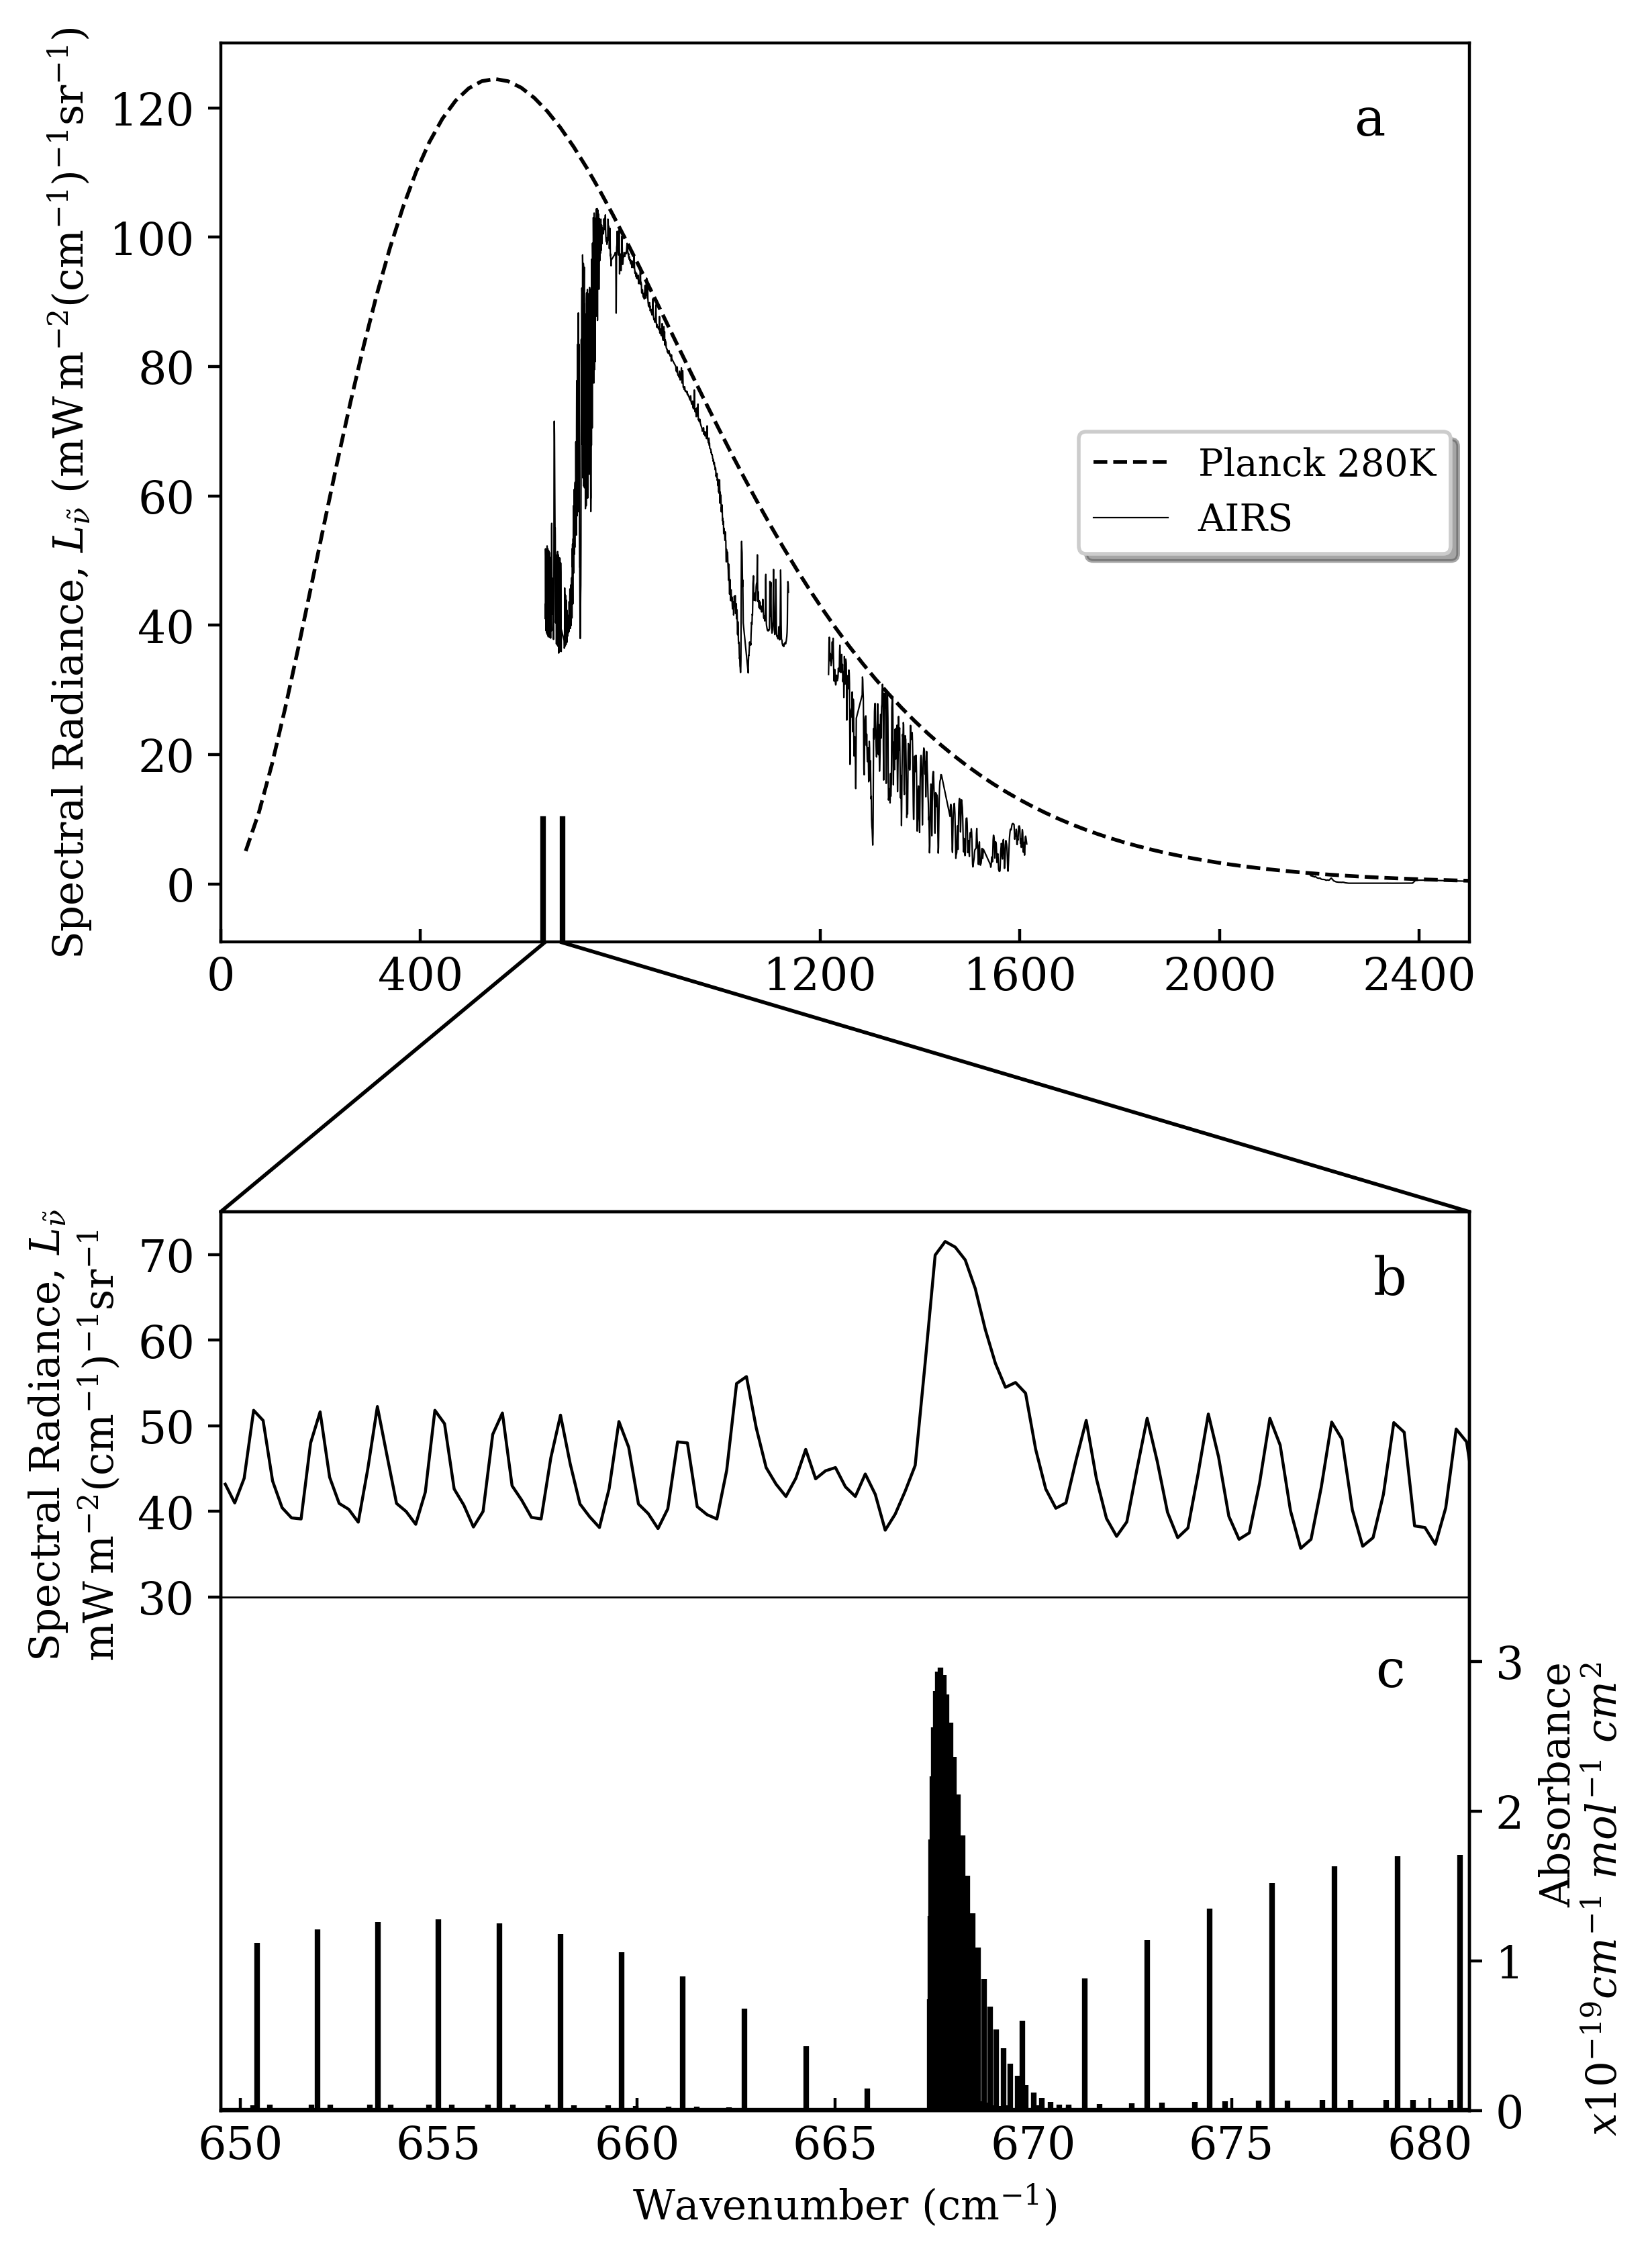 Spectral Radiance, L_ν̃ (mW m⁻²(cm⁻¹)⁻¹sr⁻¹)
120
100
80
60
40
20
0
a
Planck 280K
AIRS
0 400 1200 1600 2000 2400
Spectral Radiance, L_ν̃
mW m⁻²(cm⁻¹)⁻¹sr⁻¹
70
60
50
40
30
b
c
3
2
1
0
Absorbance
x10⁻¹⁹cm⁻¹ mol⁻¹ cm²
650 655 660 665 670 675 680
Wavenumber (cm⁻¹)